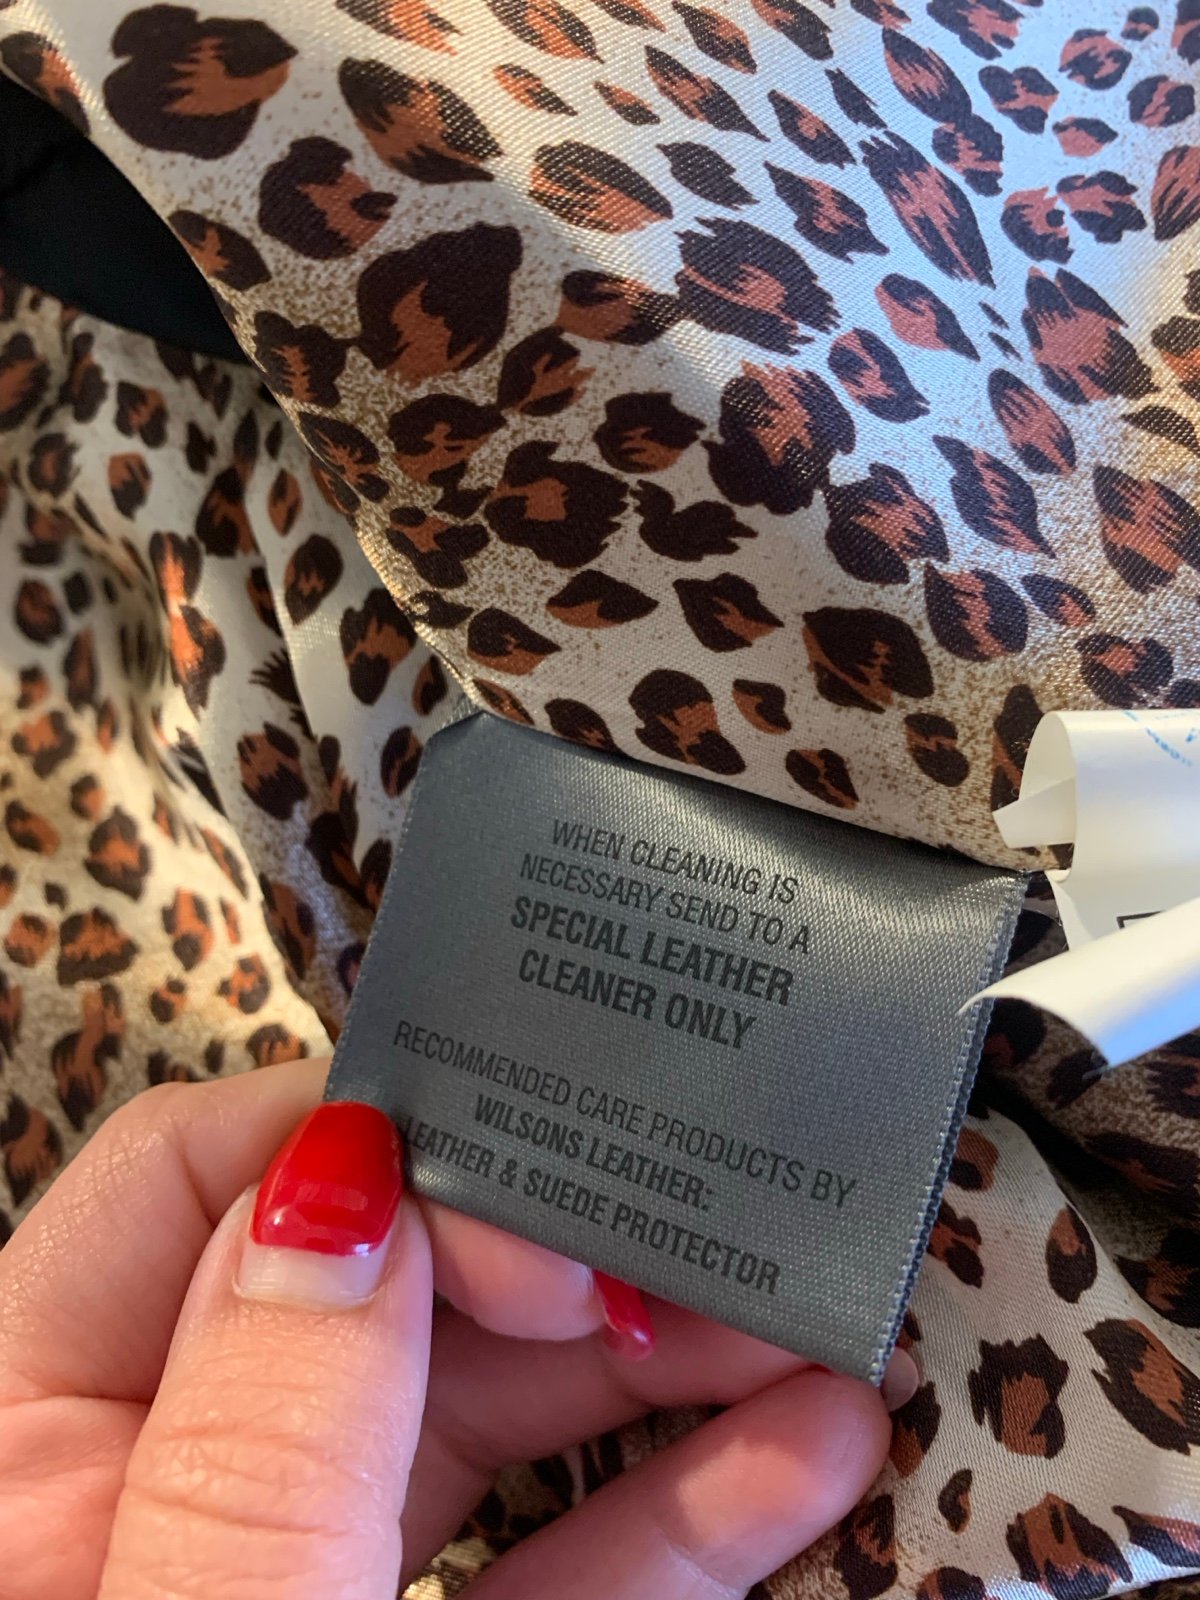 WHEN CLEANING IS
NECESSARY SEND TO A
SPECIAL LEATHER
CLEANER ONLY
RECOMMENDED CARE PRODUCTS BY
WILSONS LEATHER:
LEATHER & SUEDE PROTECTOR